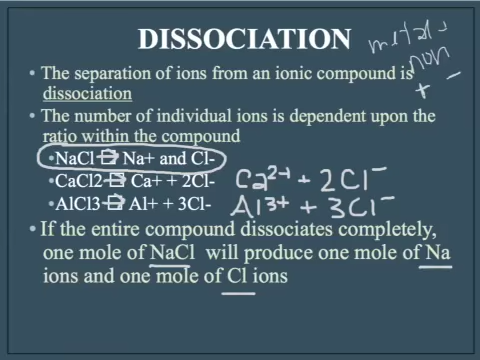 DISSOCIATION
metals
non
+ -
• The separation of ions from an ionic compound is
dissociation
• The number of individual ions is dependent upon the
ratio within the compound
•NaCl⇒ Na+ and Cl-
•CaCl2⇒ Ca+ + 2Cl- Ca²⁺ + 2Cl⁻
•AlCl3⇒ Al+ + 3Cl- Al³⁺ + 3Cl⁻
• If the entire compound dissociates completely,
one mole of NaCl will produce one mole of Na
ions and one mole of Cl ions